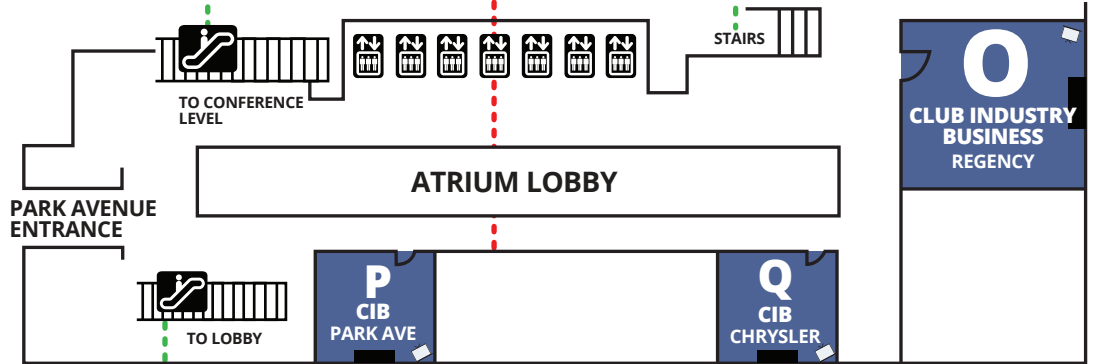 STAIRS
TO CONFERENCE
LEVEL
O
CLUB INDUSTRY
BUSINESS
REGENCY
ATRIUM LOBBY
PARK AVENUE
ENTRANCE
TO LOBBY
P
CIB
PARK AVE
Q
CIB
CHRYSLER